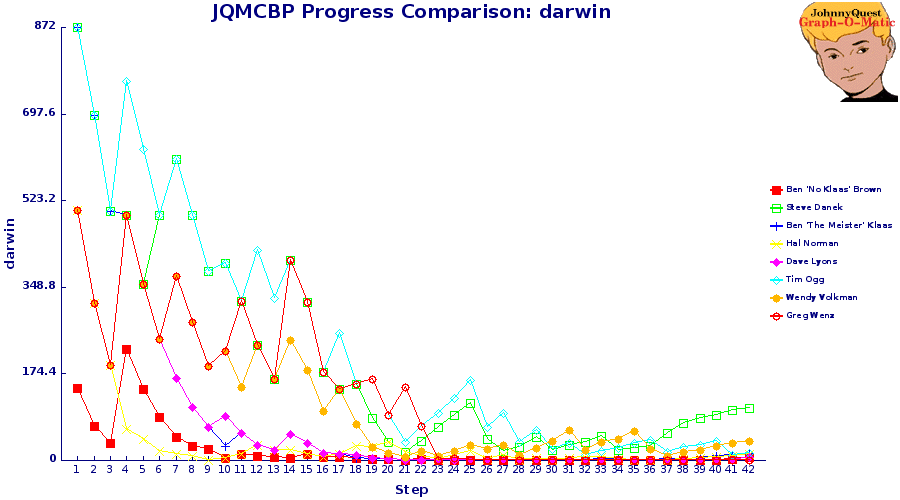 JQMCBP Progress Comparison: darwin
JohnnyQuest
Graph-O-Matic
872
697.6
523.2
348.8
174.4
0
darwin
1 2 3 4 5 6 7 8 9 10 11 12 13 14 15 16 17 18 19 20 21 22 23 24 25 26 27 28 29 30 31 32 33 34 35 36 37 38 39 40 41 42
Step
Ben 'No Klaas' Brown
Steve Danek
Ben 'The Meister' Klaas
Hal Norman
Dave Lyons
Tim Ogg
Wendy Volkman
Greg Wenz